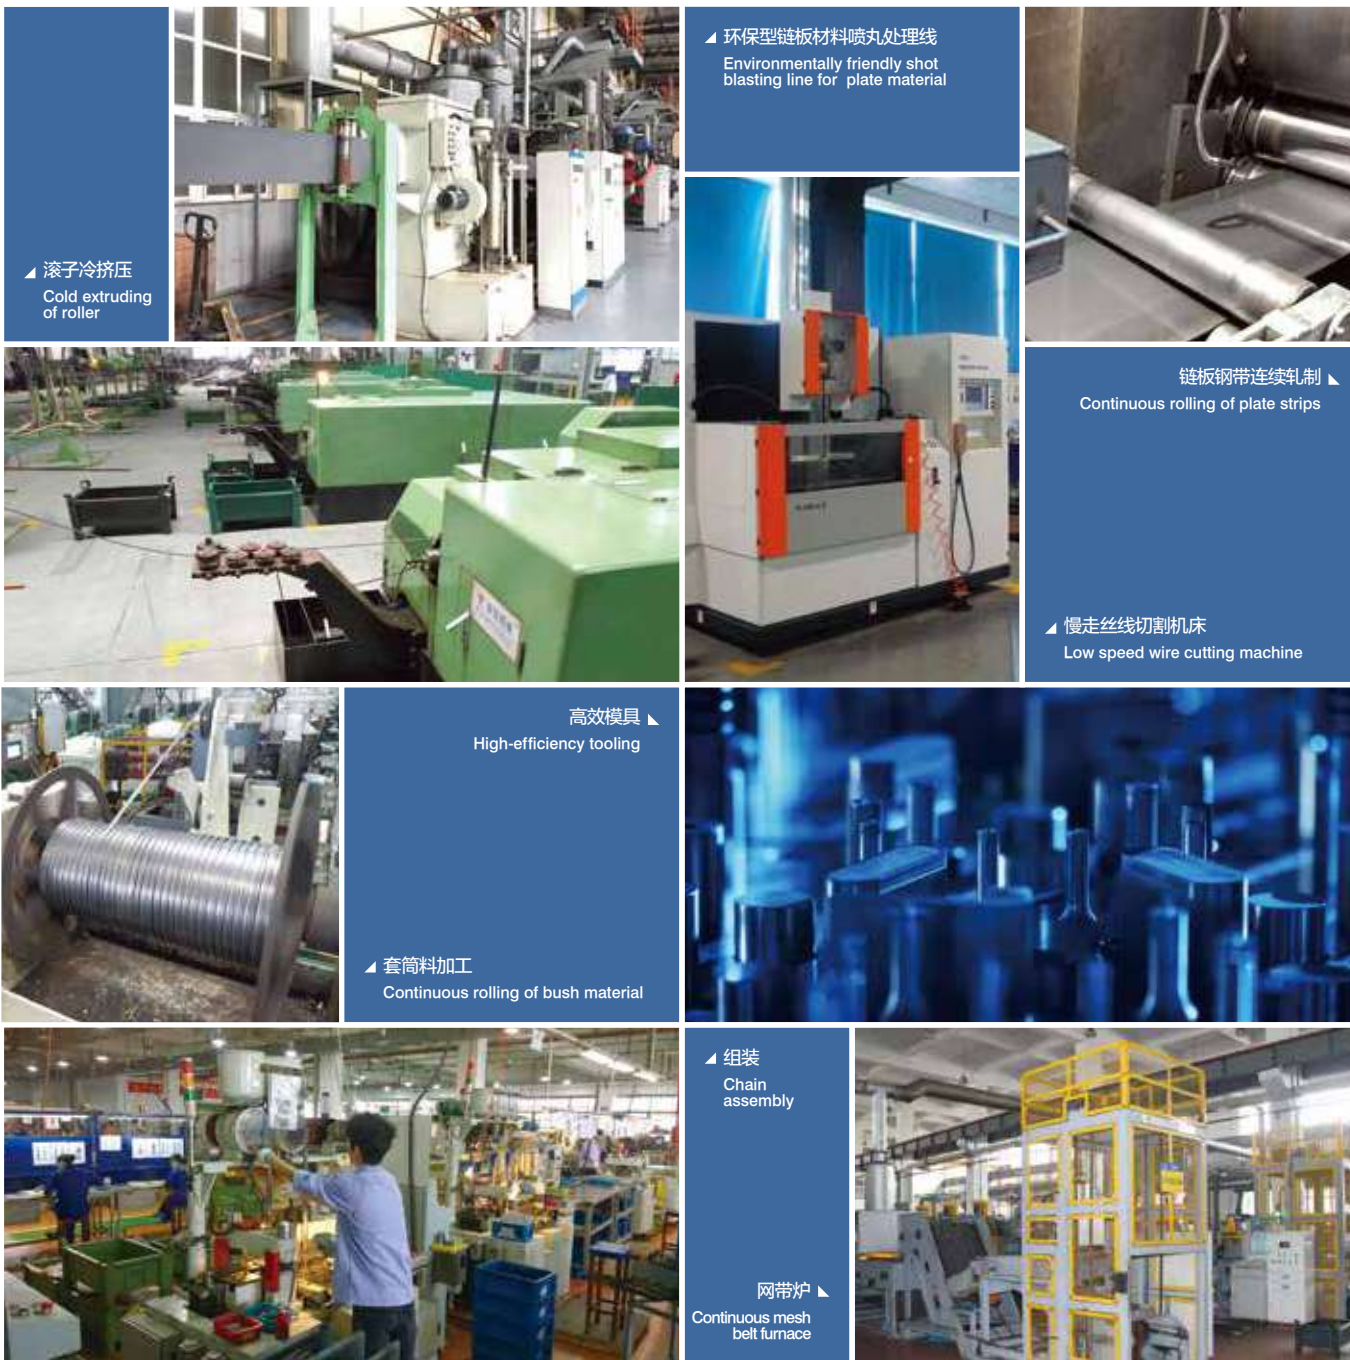 环保型链板材料喷丸处理线
Environmentally friendly shot
blasting line for plate material
滚子冷挤压
Cold extruding
of roller
链板钢带连续轧制
Continuous rolling of plate strips
慢走丝线切割机床
Low speed wire cutting machine
高效模具
High-efficiency tooling
套筒料加工
Continuous rolling of bush material
组装
Chain
assembly
网带炉
Continuous mesh
belt furnace